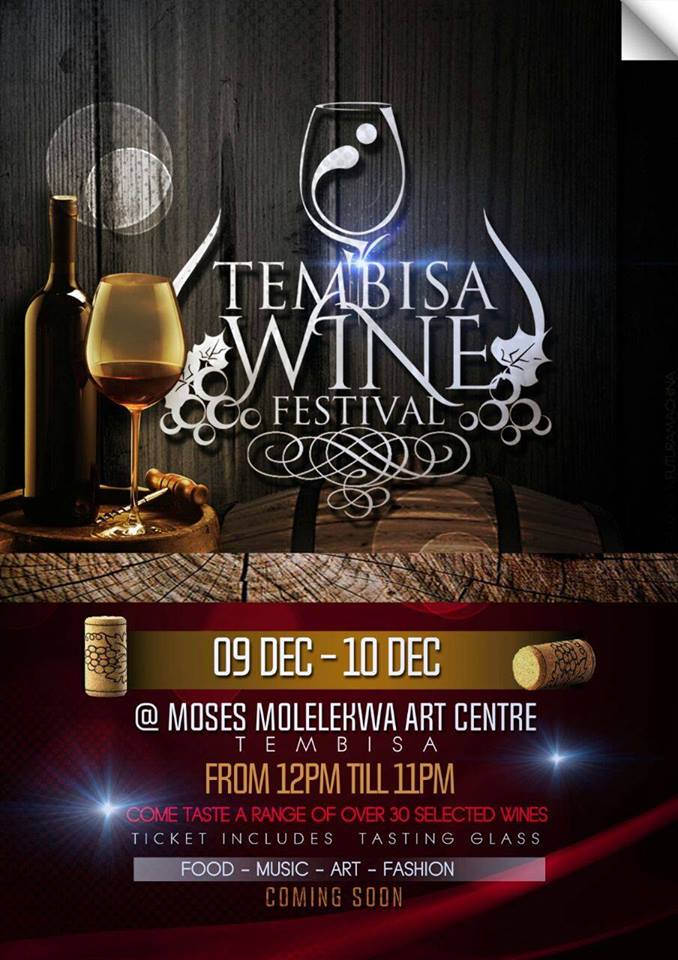 TEMBISA
WINE
FESTIVAL
09 DEC - 10 DEC
@ MOSES MOLELEKWA ART CENTRE
TEMBISA
FROM 12PM TILL 11PM
COME TASTE A RANGE OF OVER 30 SELECTED WINES
TICKET INCLUDES TASTING GLASS
FOOD - MUSIC - ART - FASHION
COMING SOON